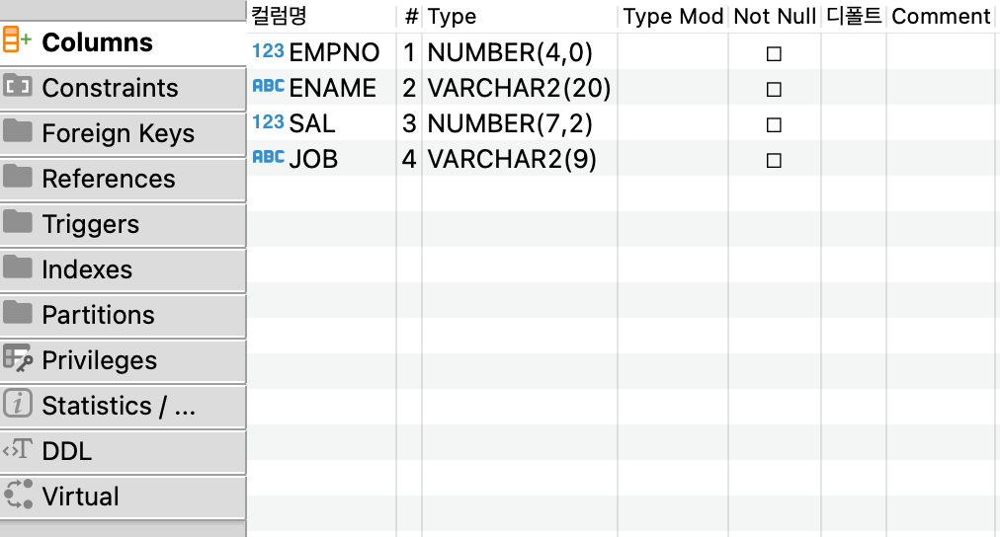 컬럼명 # Type Type Mod Not Null 디폴트 Comment
Columns
123 EMPNO 1 NUMBER(4,0)
Constraints
ABC ENAME 2 VARCHAR2(20)
Foreign Keys
123 SAL 3 NUMBER(7,2)
References
ABC JOB 4 VARCHAR2(9)
Triggers
Indexes
Partitions
Privileges
Statistics / ...
DDL
Virtual